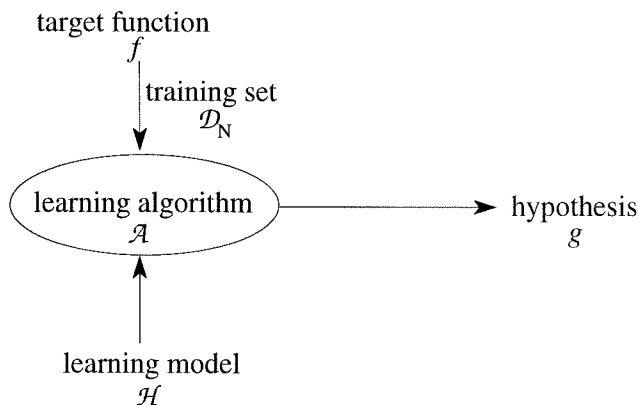 target function
f
training set
𝒟_N
learning algorithm
𝒜
hypothesis
g
learning model
ℋ